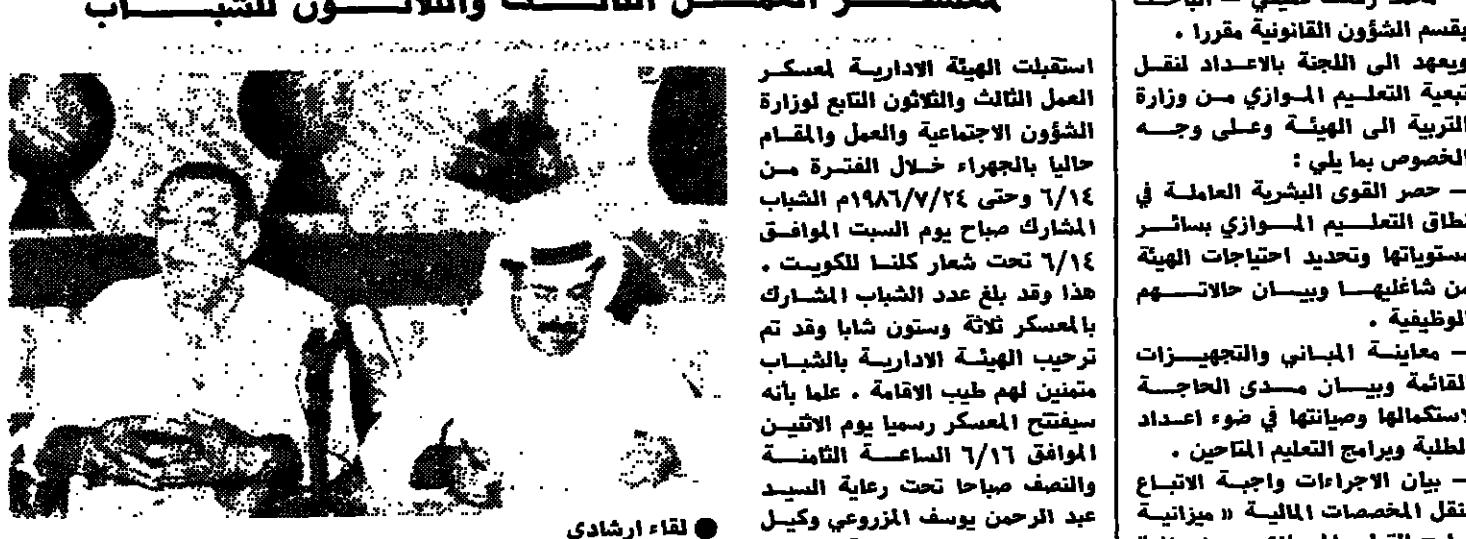 لمعسكر العمل الثالث والثلاثون للشباب
يقسم الشؤون القانونية مقررا .
ويعهد الى اللجنة بالاعداد لنقل
تبعية التعليم الموازي من وزارة
التربية الى الهيئة وعلى وجه
الخصوص بما يلي :
— حصر القوى البشرية العاملة في
نطاق التعليم الموازي بسائر
مستوياتها وتحديد احتياجات الهيئة
من شاغليها وبيان حالاتهم
الوظيفية .
— معاينة المباني والتجهيزات
القائمة وبيان مدى الحاجة
لاستكمالها وصيانتها في ضوء اعداد
الطلبة وبرامج التعليم المتاحين .
— بيان الاجراءات واجبة الاتباع
لنقل المخصصات المالية « ميزانية
استقبلت الهيئة الادارية لمعسكر
العمل الثالث والثلاثون التابع لوزارة
الشؤون الاجتماعية والعمل والمقام
حاليا بالجهراء خلال الفترة من
٦/١٤ وحتى ١٩٨٦/٧/٢٤م الشباب
المشارك صباح يوم السبت الموافق
٦/١٤ تحت شعار كلنا للكويت .
هذا وقد بلغ عدد الشباب المشارك
بالمعسكر ثلاثة وستون شابا وقد تم
ترحيب الهيئة الادارية بالشباب
متمنين لهم طيب الاقامة . علما بأنه
سيفتتح المعسكر رسميا يوم الاثنين
الموافق ٦/١٦ الساعة الثامنة
والنصف صباحا تحت رعاية السيد
عبد الرحمن يوسف المزروعي وكيل
● لقاء ارشادى